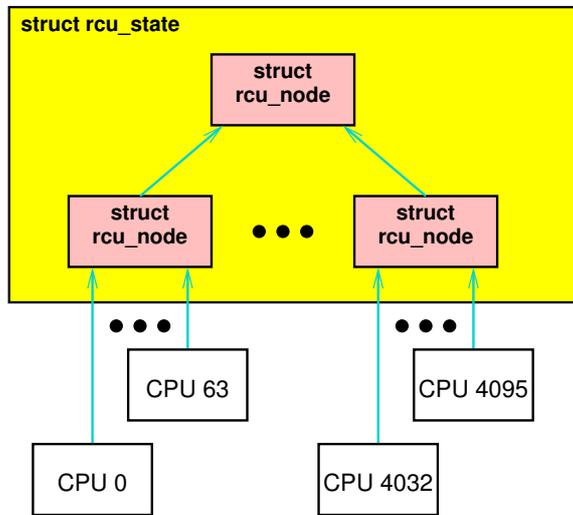 struct rcu_state
struct
rcu_node
struct
rcu_node
struct
rcu_node
CPU 63
CPU 4095
CPU 0
CPU 4032